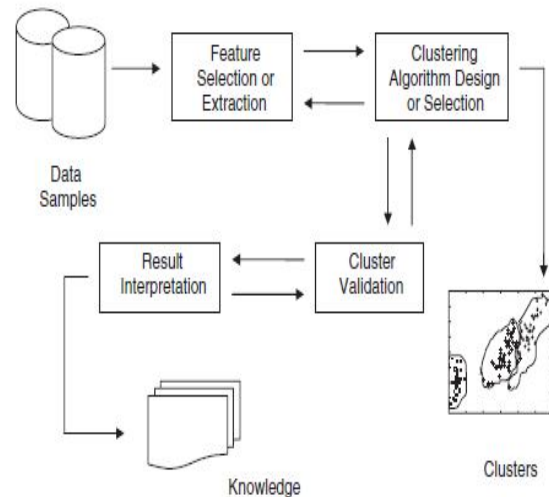 Feature
Selection or
Extraction
Clustering
Algorithm Design
or Selection
Data
Samples
Result
Interpretation
Cluster
Validation
Clusters
Knowledge